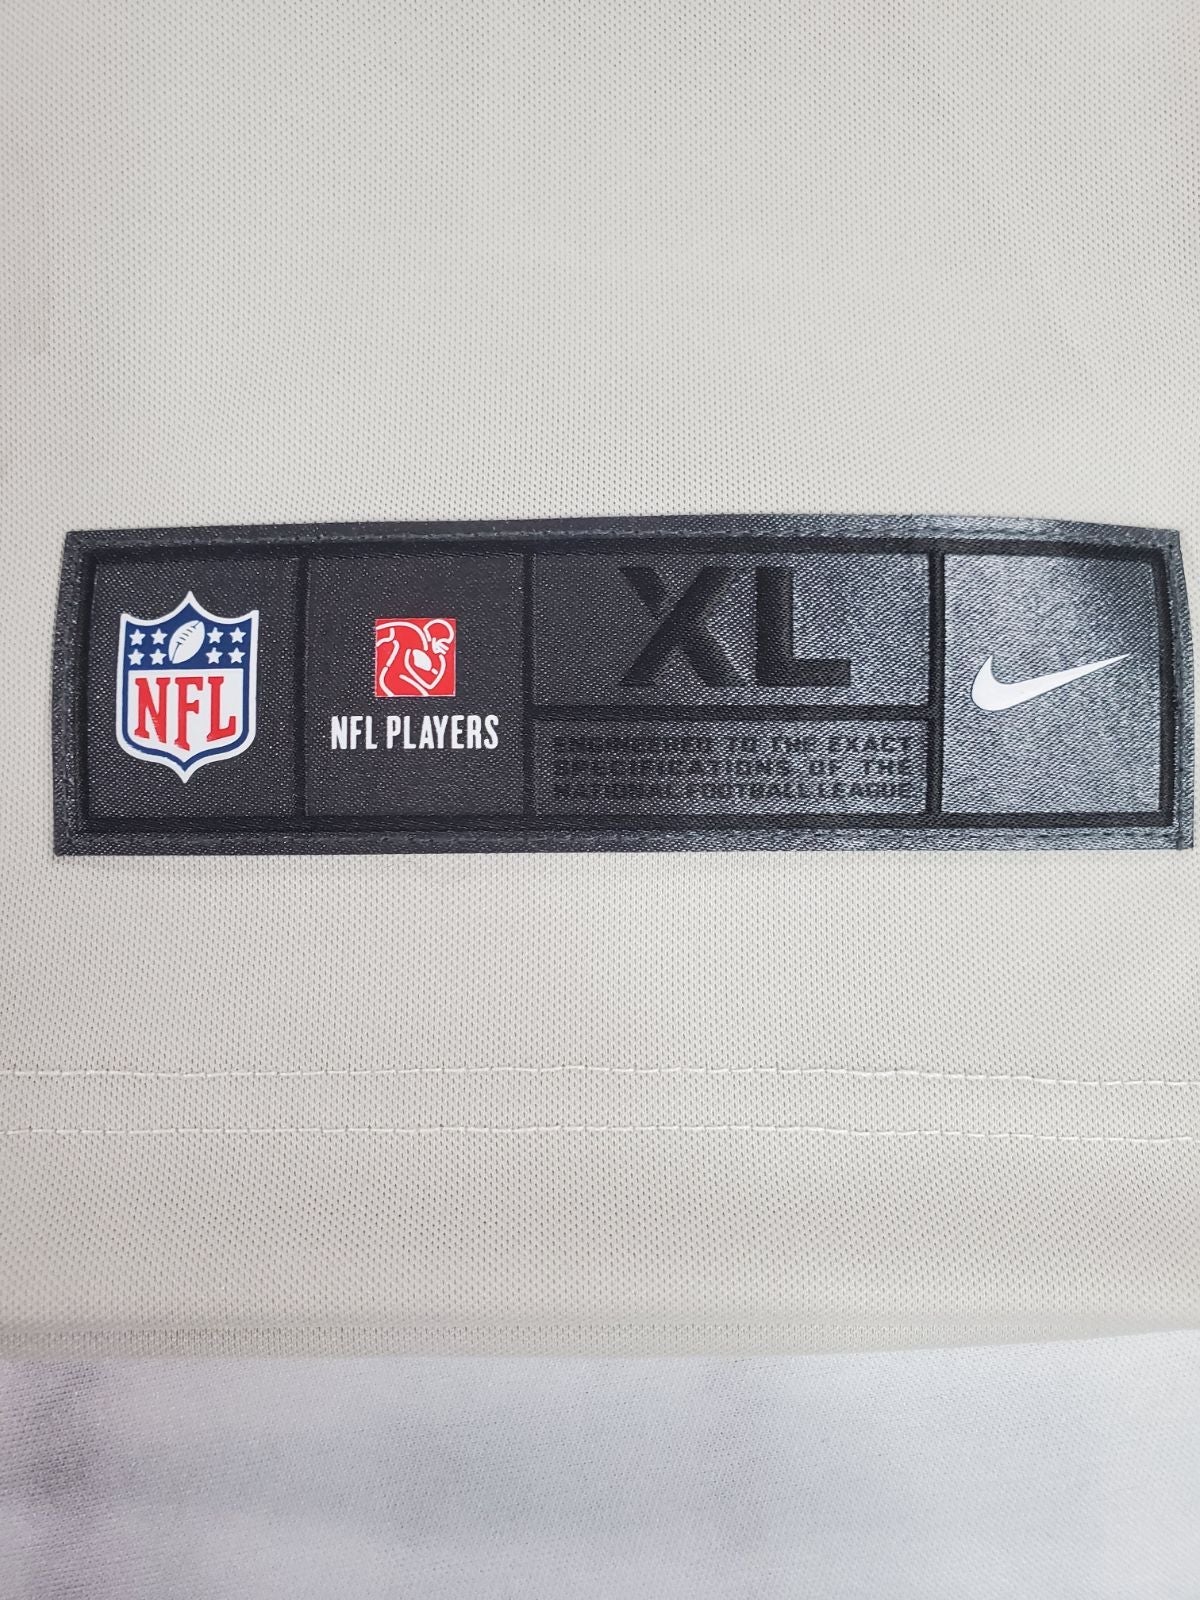 NFL
NFL PLAYERS
XL
ENGINEERED TO THE EXACT
SPECIFICATIONS OF THE
NATIONAL FOOTBALL LEAGUE